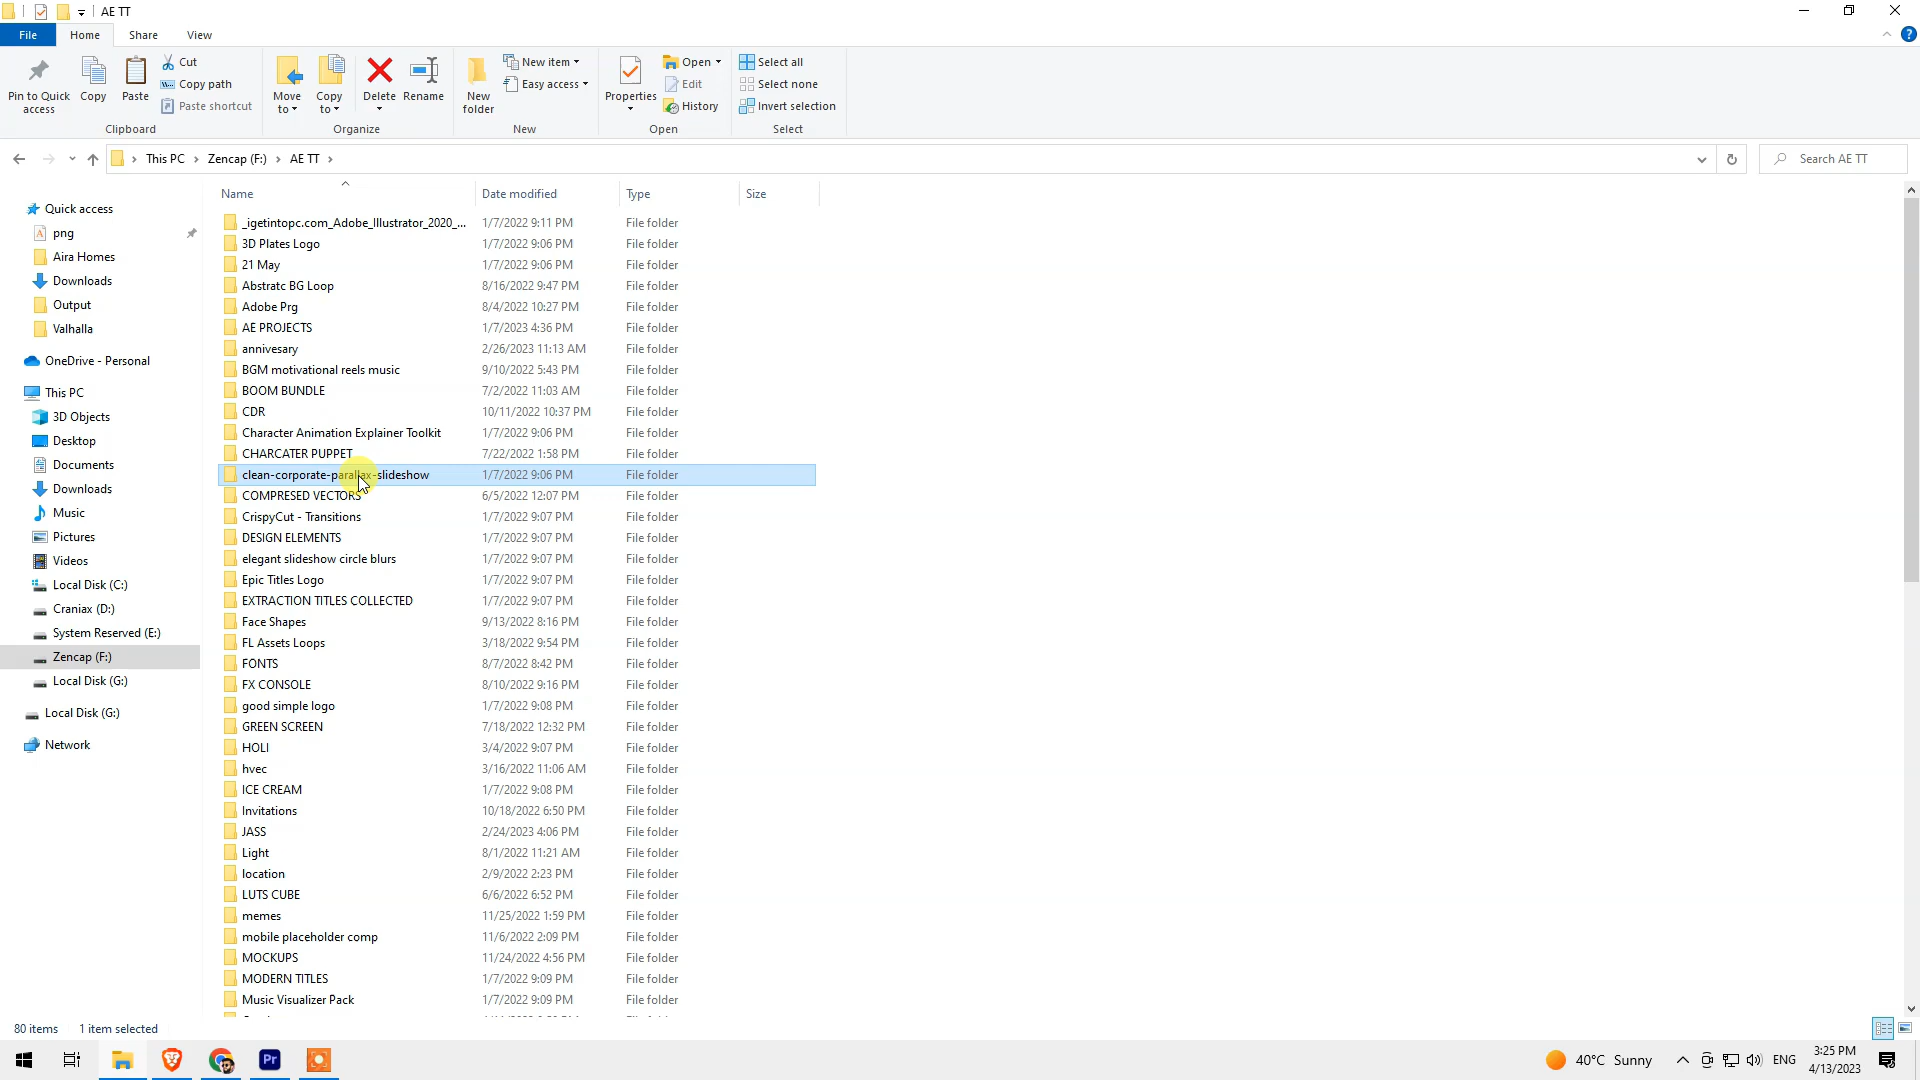 AE TT
File Home Share View
Pin to Quick access
Copy
Paste
Cut
Copy path
Paste shortcut
Clipboard
Move to
Copy to
Delete
Rename
Organize
New folder
New item
Easy access
New
Properties
Open
Edit
History
Open
Select all
Select none
Invert selection
Select
This PC Zencap (F:) AE TT
Search AE TT
Quick access
png
Aira Homes
Downloads
Output
Valhalla
OneDrive - Personal
This PC
3D Objects
Desktop
Documents
Downloads
Music
Pictures
Videos
Local Disk (C:)
Craniax (D:)
System Reserved (E:)
Zencap (F:)
Local Disk (G:)
Local Disk (G:)
Network
Name Date modified Type Size
_igetintopc.com_Adobe_Illustrator_2020_... 1/7/2022 9:11 PM File folder
3D Plates Logo 1/7/2022 9:06 PM File folder
21 May 1/7/2022 9:06 PM File folder
Abstratc BG Loop 8/16/2022 9:47 PM File folder
Adobe Prg 8/4/2022 10:27 PM File folder
AE PROJECTS 1/7/2023 4:36 PM File folder
annivesary 2/26/2023 11:13 AM File folder
BGM motivational reels music 9/10/2022 5:43 PM File folder
BOOM BUNDLE 7/2/2022 11:03 AM File folder
CDR 10/11/2022 10:37 PM File folder
Character Animation Explainer Toolkit 1/7/2022 9:06 PM File folder
CHARCATER PUPPET 7/22/2022 1:58 PM File folder
clean-corporate-parallax-slideshow 1/7/2022 9:06 PM File folder
COMPRESED VECTORS 6/5/2022 12:07 PM File folder
CrispyCut - Transitions 1/7/2022 9:07 PM File folder
DESIGN ELEMENTS 1/7/2022 9:07 PM File folder
elegant slideshow circle blurs 1/7/2022 9:07 PM File folder
Epic Titles Logo 1/7/2022 9:07 PM File folder
EXTRACTION TITLES COLLECTED 1/7/2022 9:07 PM File folder
Face Shapes 9/13/2022 8:16 PM File folder
FL Assets Loops 3/18/2022 9:54 PM File folder
FONTS 8/7/2022 8:42 PM File folder
FX CONSOLE 8/10/2022 9:16 PM File folder
good simple logo 1/7/2022 9:08 PM File folder
GREEN SCREEN 7/18/2022 12:32 PM File folder
HOLI 3/4/2022 9:07 PM File folder
hvec 3/16/2022 11:06 AM File folder
ICE CREAM 1/7/2022 9:08 PM File folder
Invitations 10/18/2022 6:50 PM File folder
JASS 2/24/2023 4:06 PM File folder
Light 8/1/2022 11:21 AM File folder
location 2/9/2022 2:23 PM File folder
LUTS CUBE 6/6/2022 6:52 PM File folder
memes 11/25/2022 1:59 PM File folder
mobile placeholder comp 11/6/2022 2:09 PM File folder
MOCKUPS 11/24/2022 4:56 PM File folder
MODERN TITLES 1/7/2022 9:09 PM File folder
Music Visualizer Pack 1/7/2022 9:09 PM File folder
80 items 1 item selected
Pr
40°C Sunny
ENG
3:25 PM
4/13/2023